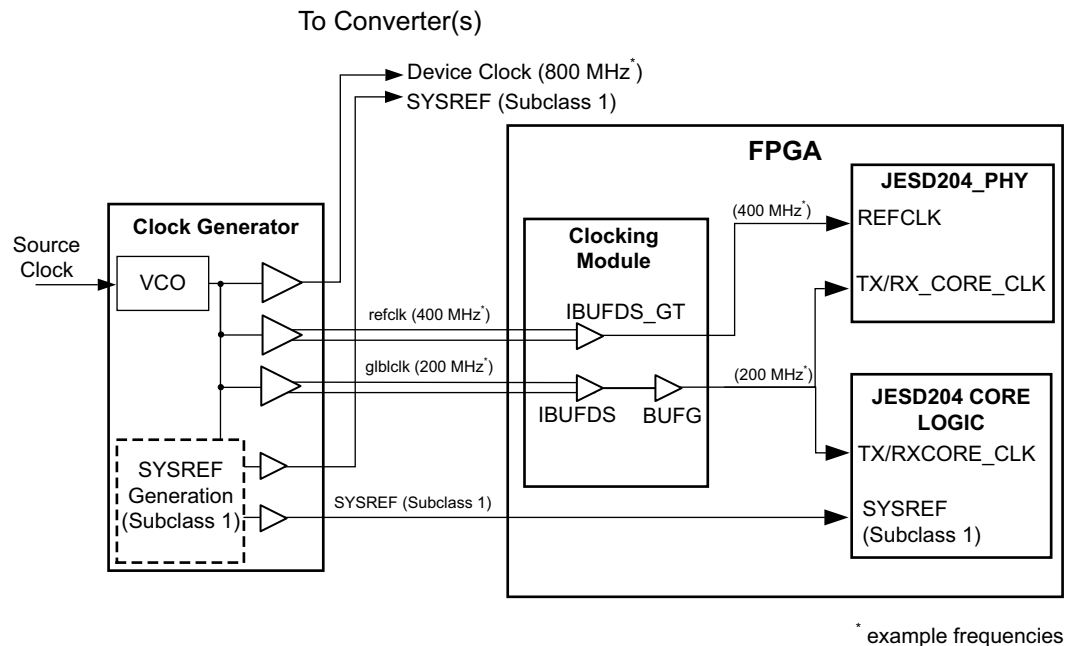 To Converter(s)
Device Clock (800 MHz*)
SYSREF (Subclass 1)
FPGA
JESD204_PHY
REFCLK
TX/RX_CORE_CLK
(400 MHz*)
Clock Generator
Source
Clock
VCO
Clocking
Module
refclk (400 MHz*)
IBUFDS_GT
glblclk (200 MHz*)
(200 MHz*)
IBUFDS
BUFG
JESD204 CORE
LOGIC
TX/RXCORE_CLK
SYSREF
Generation
(Subclass 1)
SYSREF (Subclass 1)
SYSREF
(Subclass 1)
* example frequencies